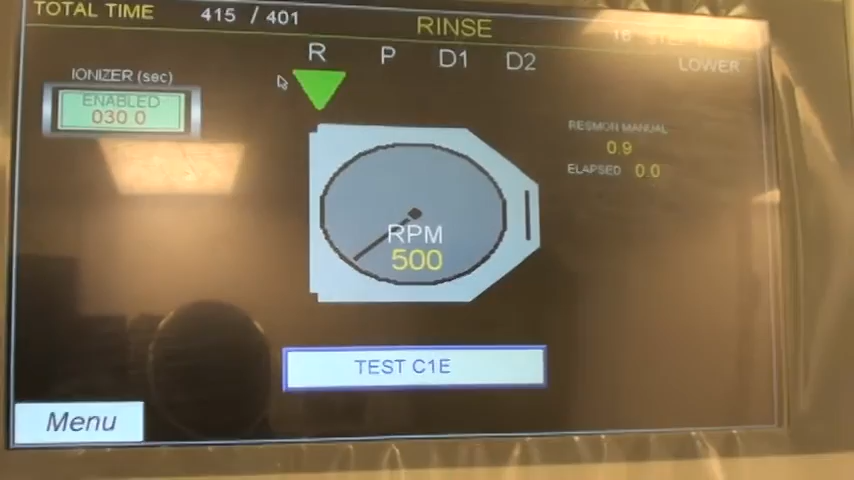 TOTAL TIME 415 / 401
RINSE
LOWER
R P D1 D2
IONIZER (sec)
ENABLED
030 0
RESMON MANUAL
0.9
ELAPSED 0.0
RPM
500
TEST C1E
Menu